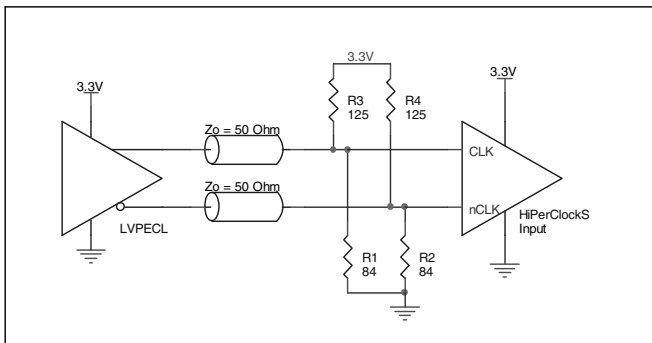 3.3V
3.3V
3.3V
R3
125
R4
125
Zo = 50 Ohm
CLK
Zo = 50 Ohm
nCLK
LVPECL
HiPerClockS
Input
R1
84
R2
84